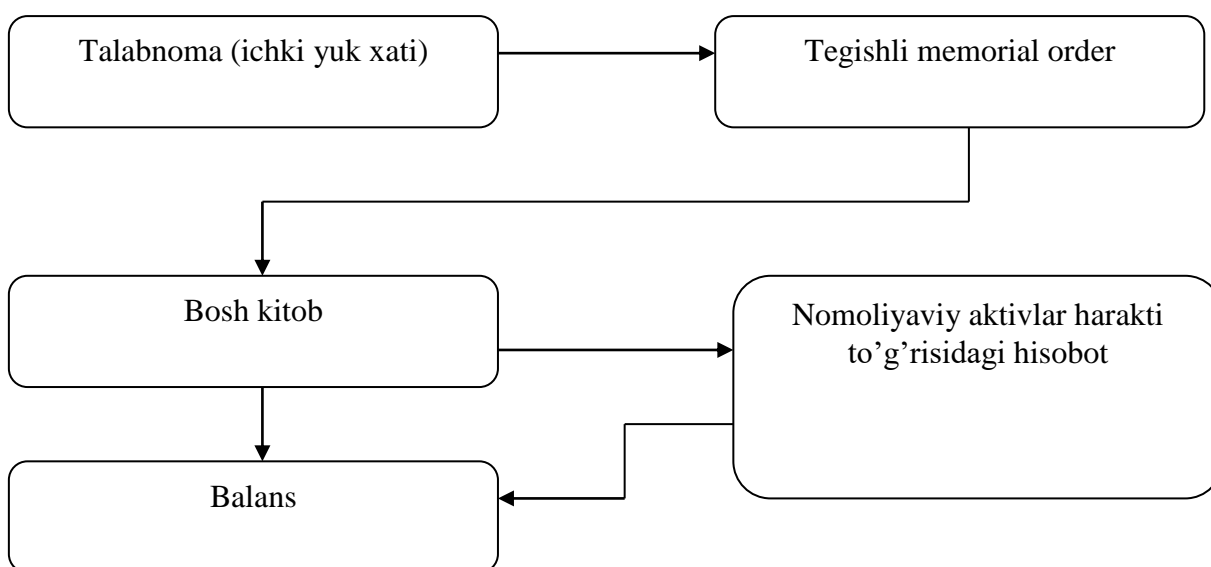 Talabnoma (ichki yuk xati)
Tegishli memorial order
Bosh kitob
Nomoliyaviy aktivlar harakti
to’g’risidagi hisobot
Balans